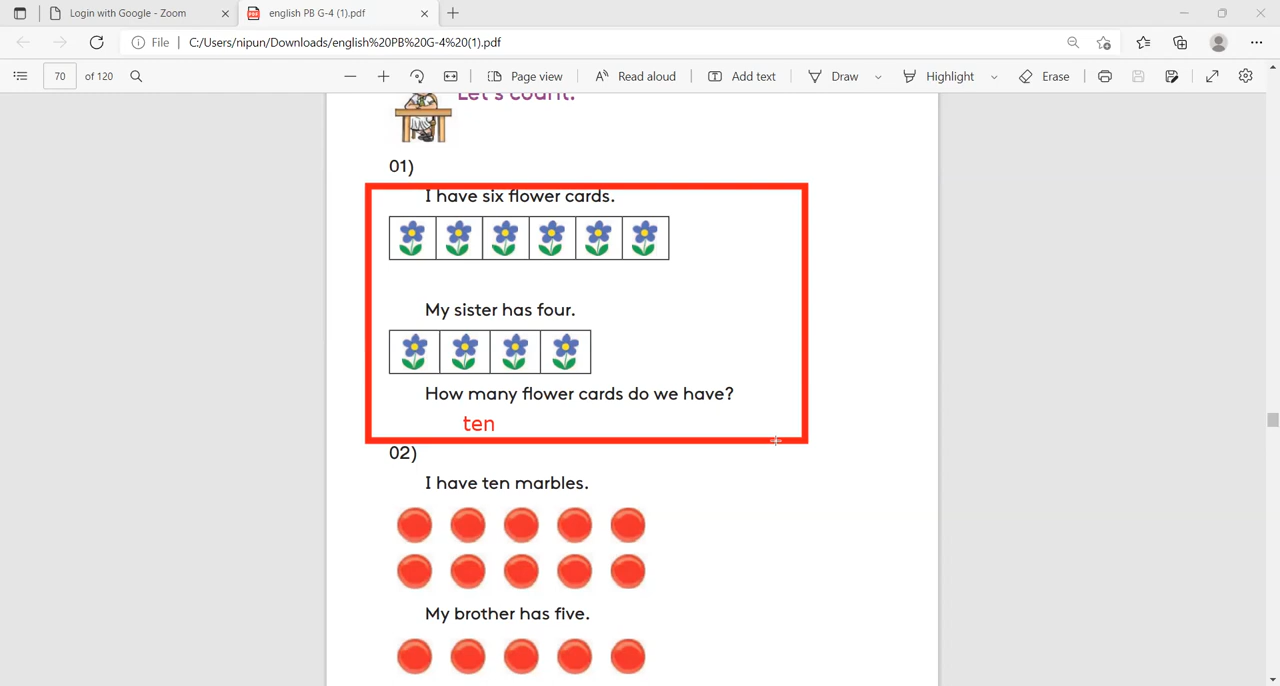 Login with Google - Zoom
english PB G-4 (1).pdf
File
C:/Users/nipun/Downloads/english%20PB%20G-4%20(1).pdf
70 of 120
Page view
Read aloud
Add text
Draw
Highlight
Erase
Let's count.
01)
I have six flower cards.
My sister has four.
How many flower cards do we have?
ten
02)
I have ten marbles.
My brother has five.